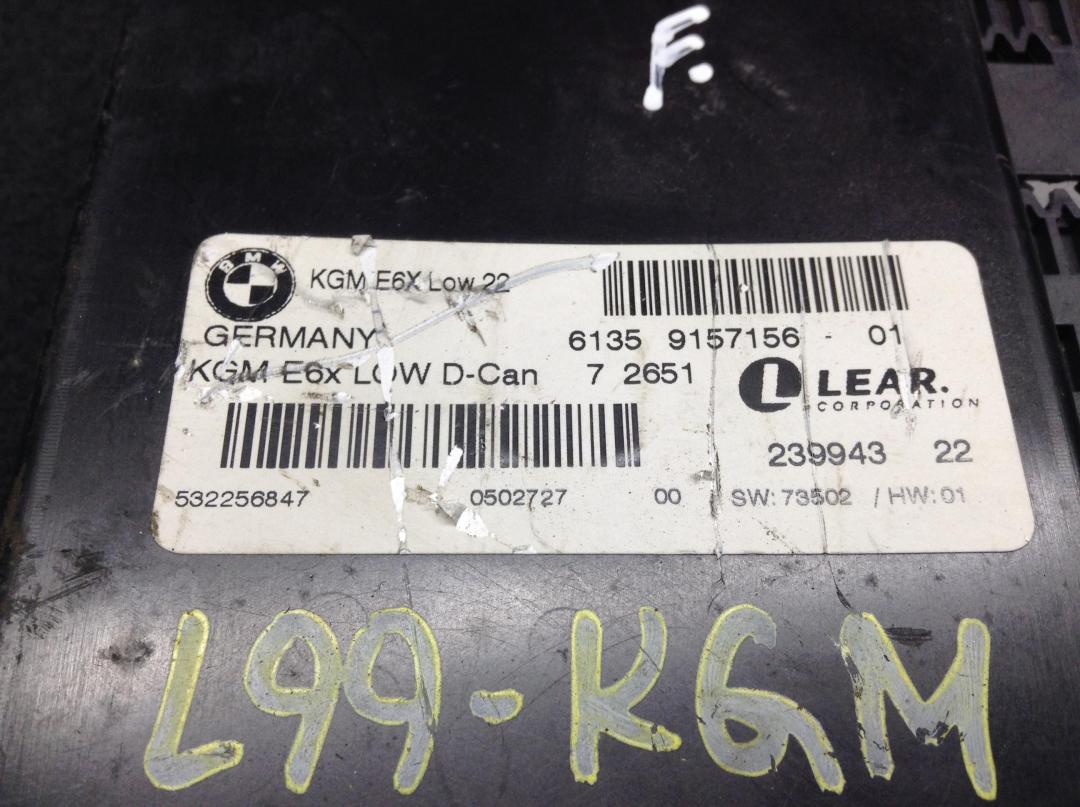 F.
BMW KGM E6X Low 22
GERMANY 6135 9157156 - 01
KGM E6x LOW D-Can 7 2651 L LEAR.
CORPORATION
239943 22
532256847 0502727 00 SW: 73502 / HW: 01
L99-KGM